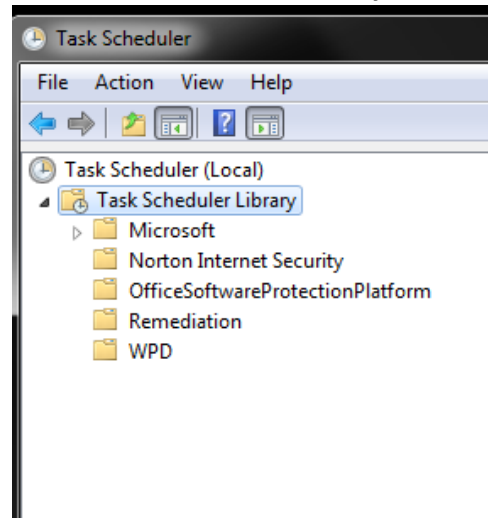 Task Scheduler
File Action View Help
Task Scheduler (Local)
Task Scheduler Library
Microsoft
Norton Internet Security
OfficeSoftwareProtectionPlatform
Remediation
WPD